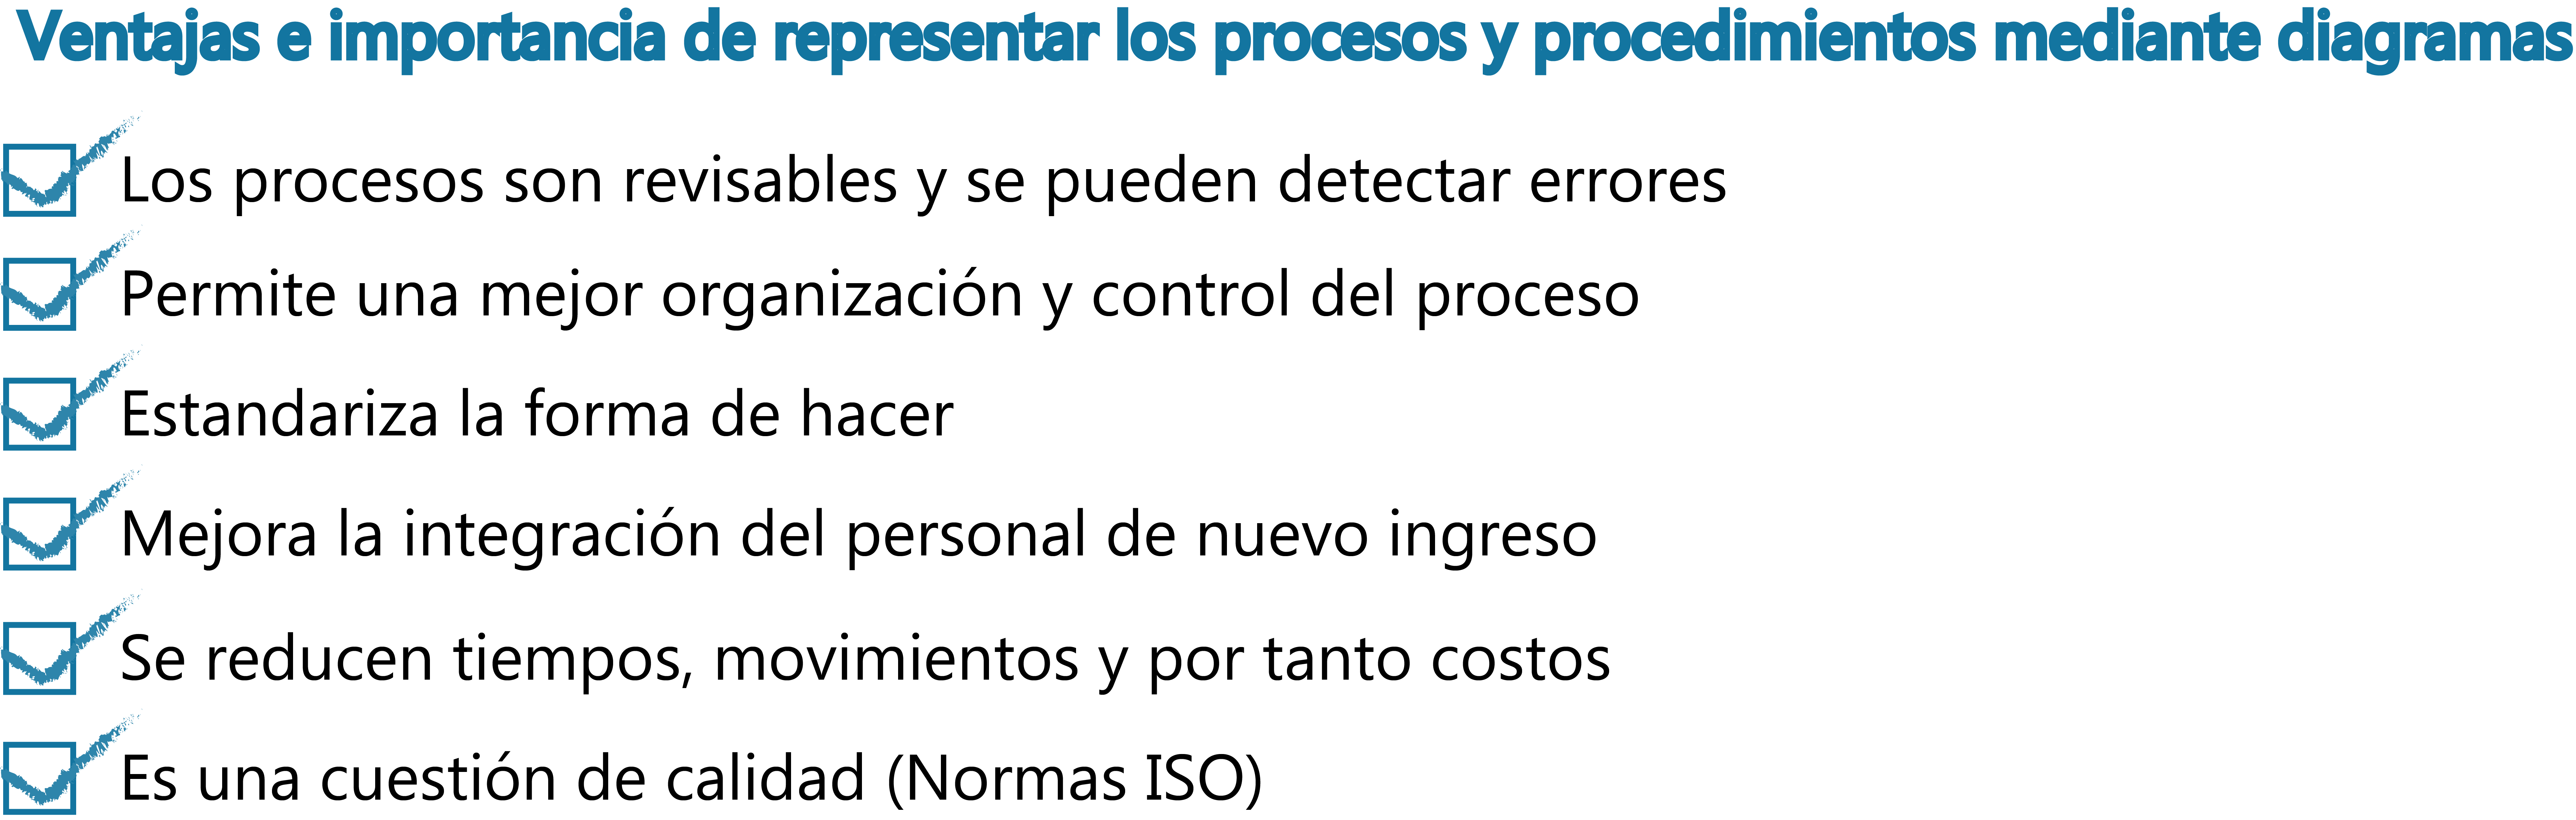 Ventajas e importancia de representar los procesos y procedimientos mediante diagramas
Los procesos son revisables y se pueden detectar errores
Permite una mejor organización y control del proceso
Estandariza la forma de hacer
Mejora la integración del personal de nuevo ingreso
Se reducen tiempos, movimientos y por tanto costos
Es una cuestión de calidad (Normas ISO)